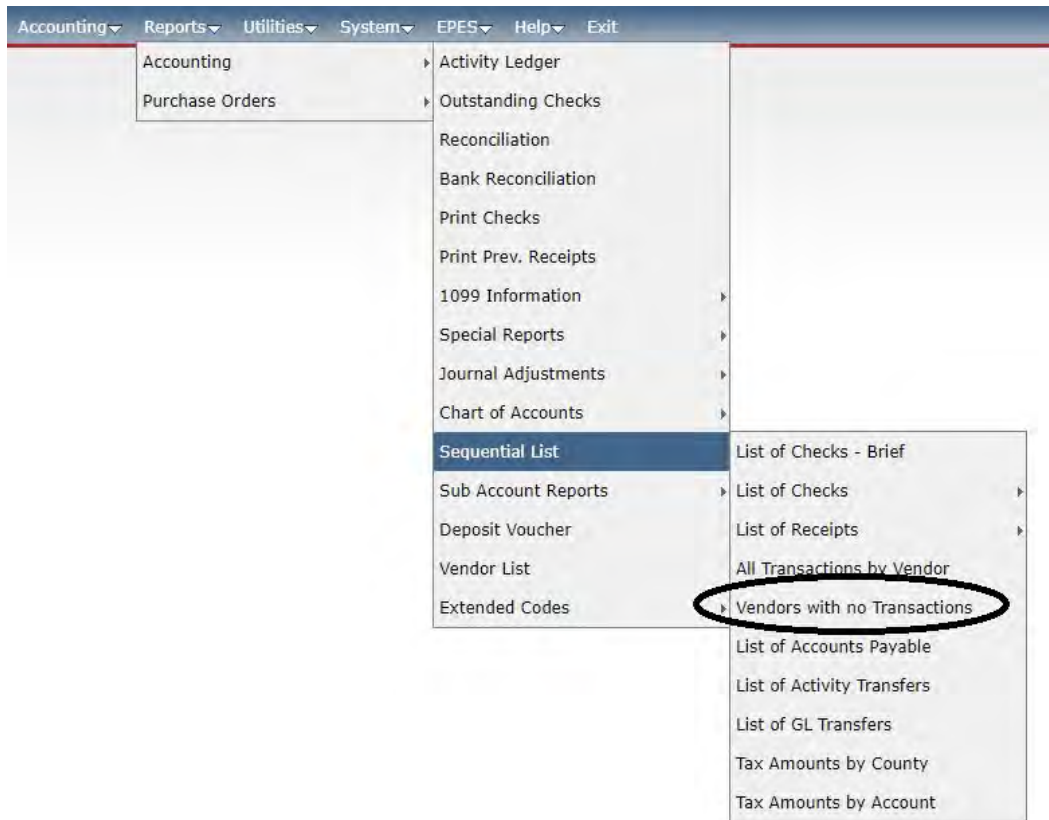 Accounting Reports Utilities System EPES Help Exit
Accounting
Purchase Orders
Activity Ledger
Outstanding Checks
Reconciliation
Bank Reconciliation
Print Checks
Print Prev. Receipts
1099 Information
Special Reports
Journal Adjustments
Chart of Accounts
Sequential List
Sub Account Reports
Deposit Voucher
Vendor List
Extended Codes
List of Checks - Brief
List of Checks
List of Receipts
All Transactions by Vendor
Vendors with no Transactions
List of Accounts Payable
List of Activity Transfers
List of GL Transfers
Tax Amounts by County
Tax Amounts by Account